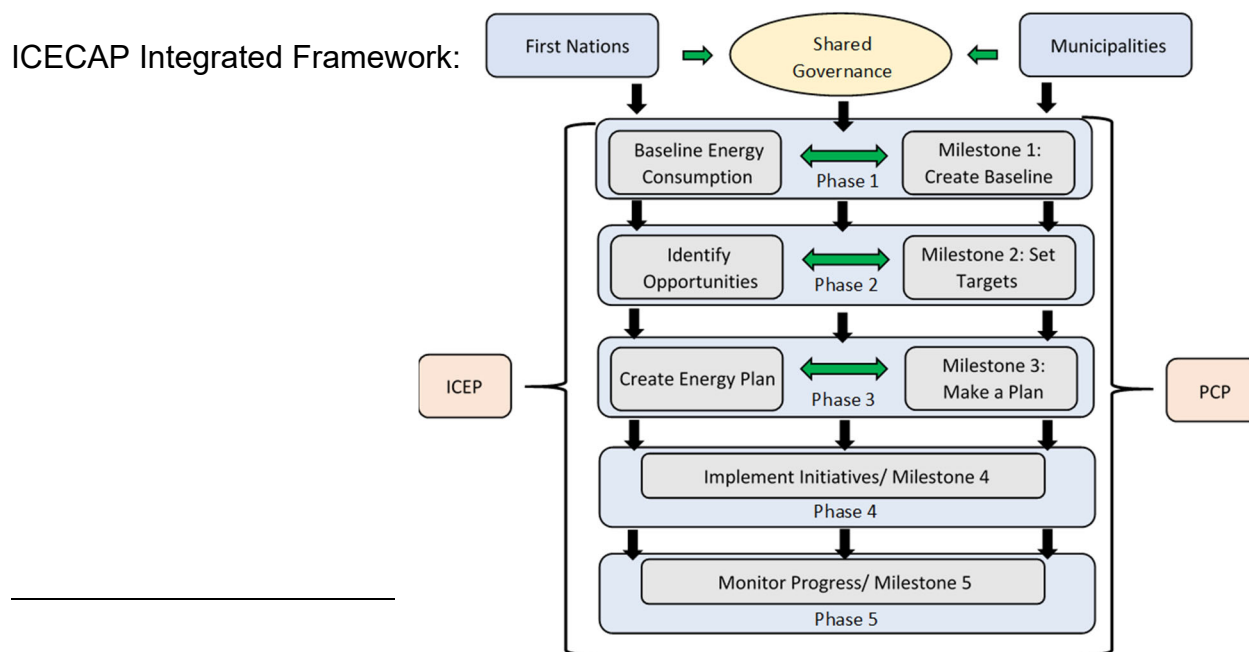 ICECAP Integrated Framework:
First Nations
Shared
Governance
Municipalities
Baseline Energy
Consumption
Phase 1
Milestone 1:
Create Baseline
Identify
Opportunities
Phase 2
Milestone 2: Set
Targets
ICEP
Create Energy Plan
Phase 3
Milestone 3:
Make a Plan
PCP
Implement Initiatives/ Milestone 4
Phase 4
Monitor Progress/ Milestone 5
Phase 5